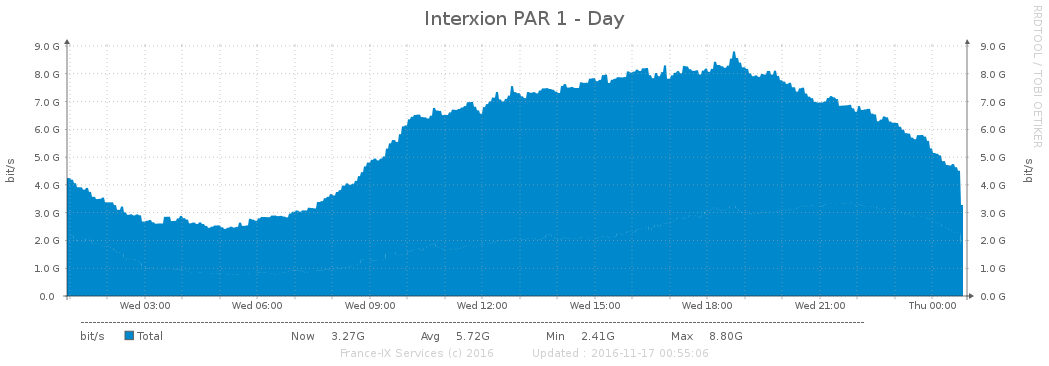 Interxion PAR 1 - Day
RRDTOOL / TOBI OETIKER
9.0 G 9.0 G
8.0 G 8.0 G
7.0 G 7.0 G
6.0 G 6.0 G
5.0 G 5.0 G
4.0 G 4.0 G
3.0 G 3.0 G
2.0 G 2.0 G
1.0 G 1.0 G
0.0 0.0 G
bit/s
bit/s
Wed 03:00 Wed 06:00 Wed 09:00 Wed 12:00 Wed 15:00 Wed 18:00 Wed 21:00 Thu 00:00
bit/s Total Now 3.27G Avg 5.72G Min 2.41G Max 8.80G
France-IX Services (c) 2016 Updated : 2016-11-17 00:55:06